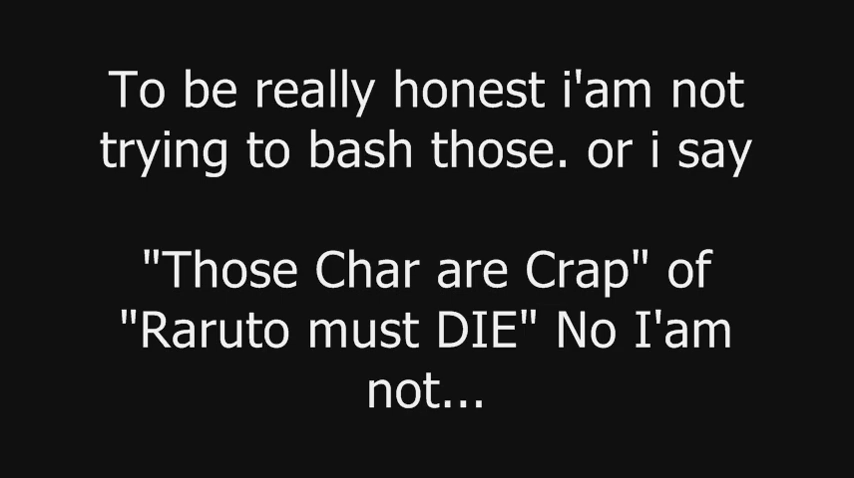 To be really honest i'am not
trying to bash those. or i say
"Those Char are Crap" of
"Raruto must DIE" No I'am
not...